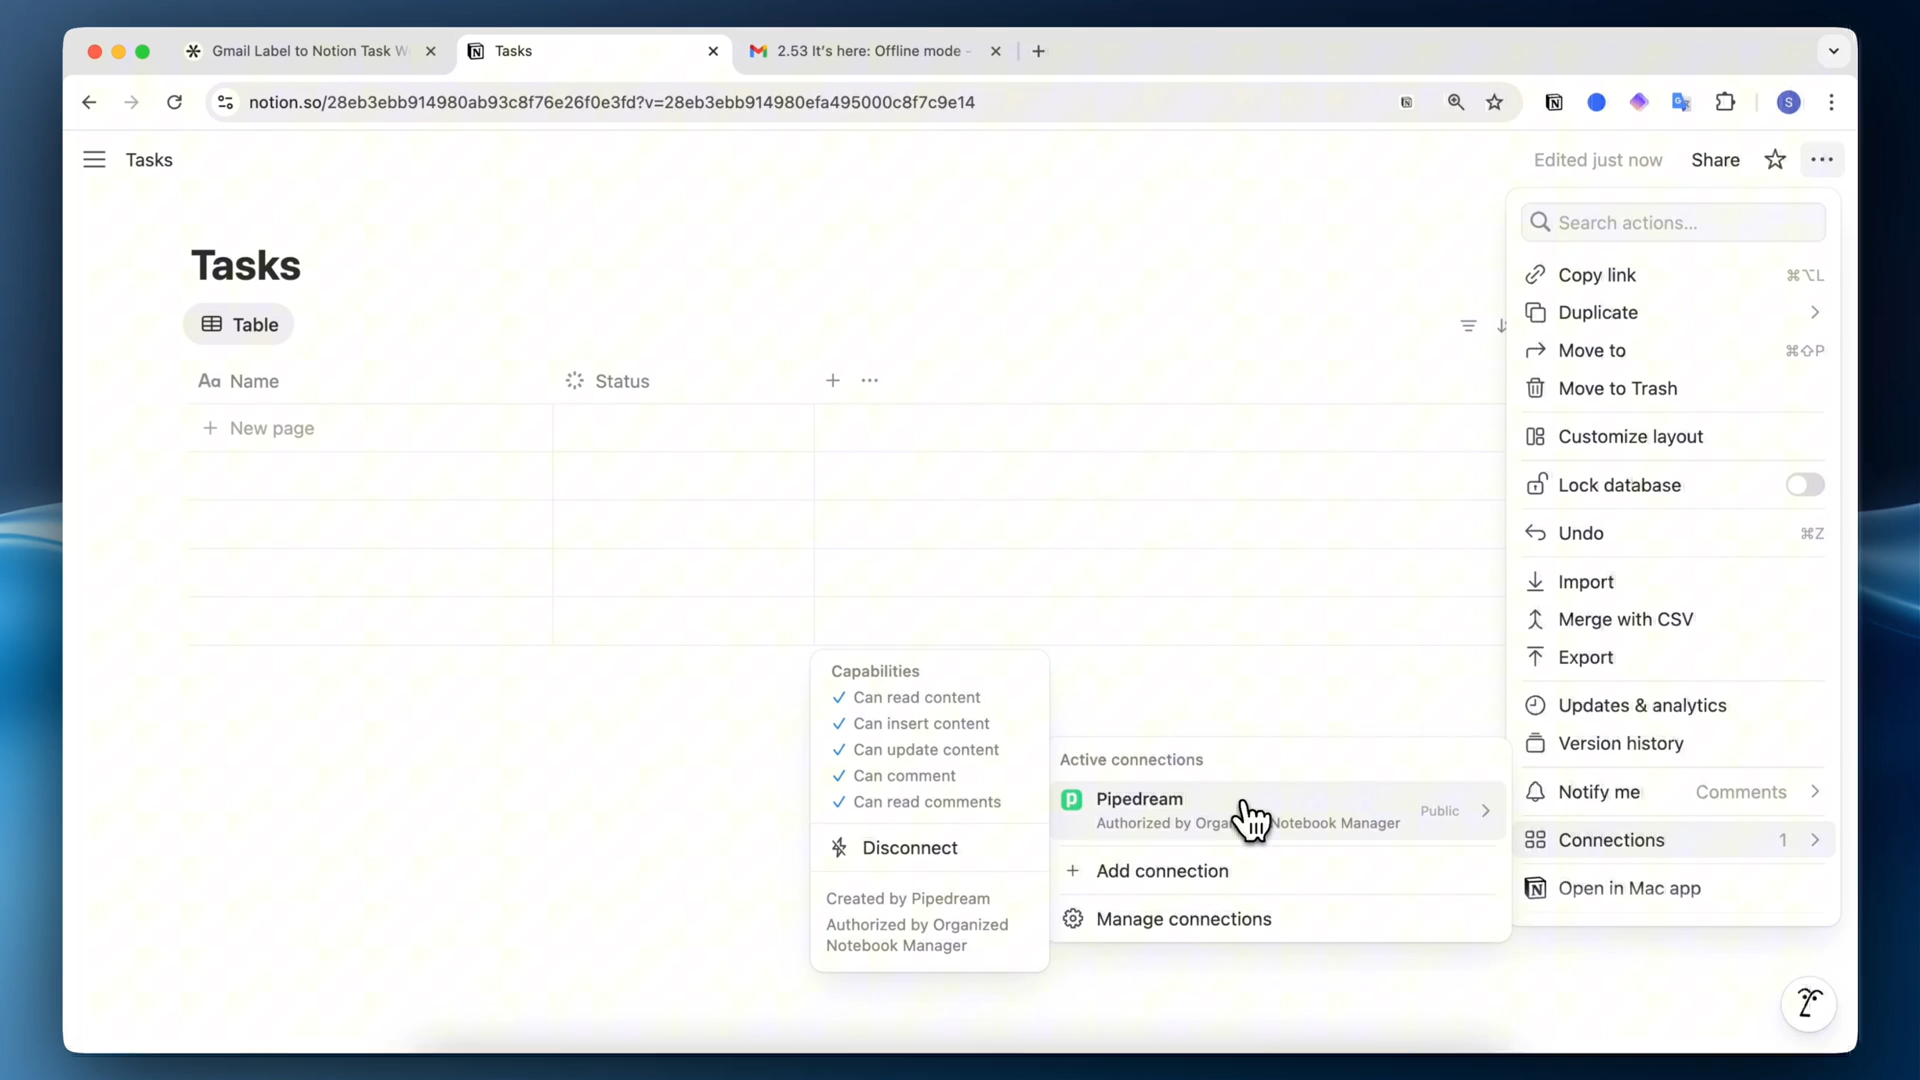 Gmail Label to Notion Task W
Tasks
2.53 It's here: Offline mode -
notion.so/28eb3ebb914980ab93c8f76e26f0e3fd?v=28eb3ebb914980efa495000c8f7c9e14
S
Tasks
Edited just now
Share
Search actions...
Tasks
Copy link ⌘⌥L
Duplicate
Table
Move to ⌘⇧P
Aa Name
Status
Move to Trash
New page
Customize layout
Lock database
Undo ⌘Z
Import
Merge with CSV
Export
Capabilities
Can read content
Can insert content
Can update content
Can comment
Can read comments
Disconnect
Created by Pipedream
Authorized by Organized
Notebook Manager
Active connections
Pipedream
Authorized by Orga Notebook Manager
Public
Add connection
Manage connections
Updates & analytics
Version history
Notify me Comments
Connections 1
Open in Mac app